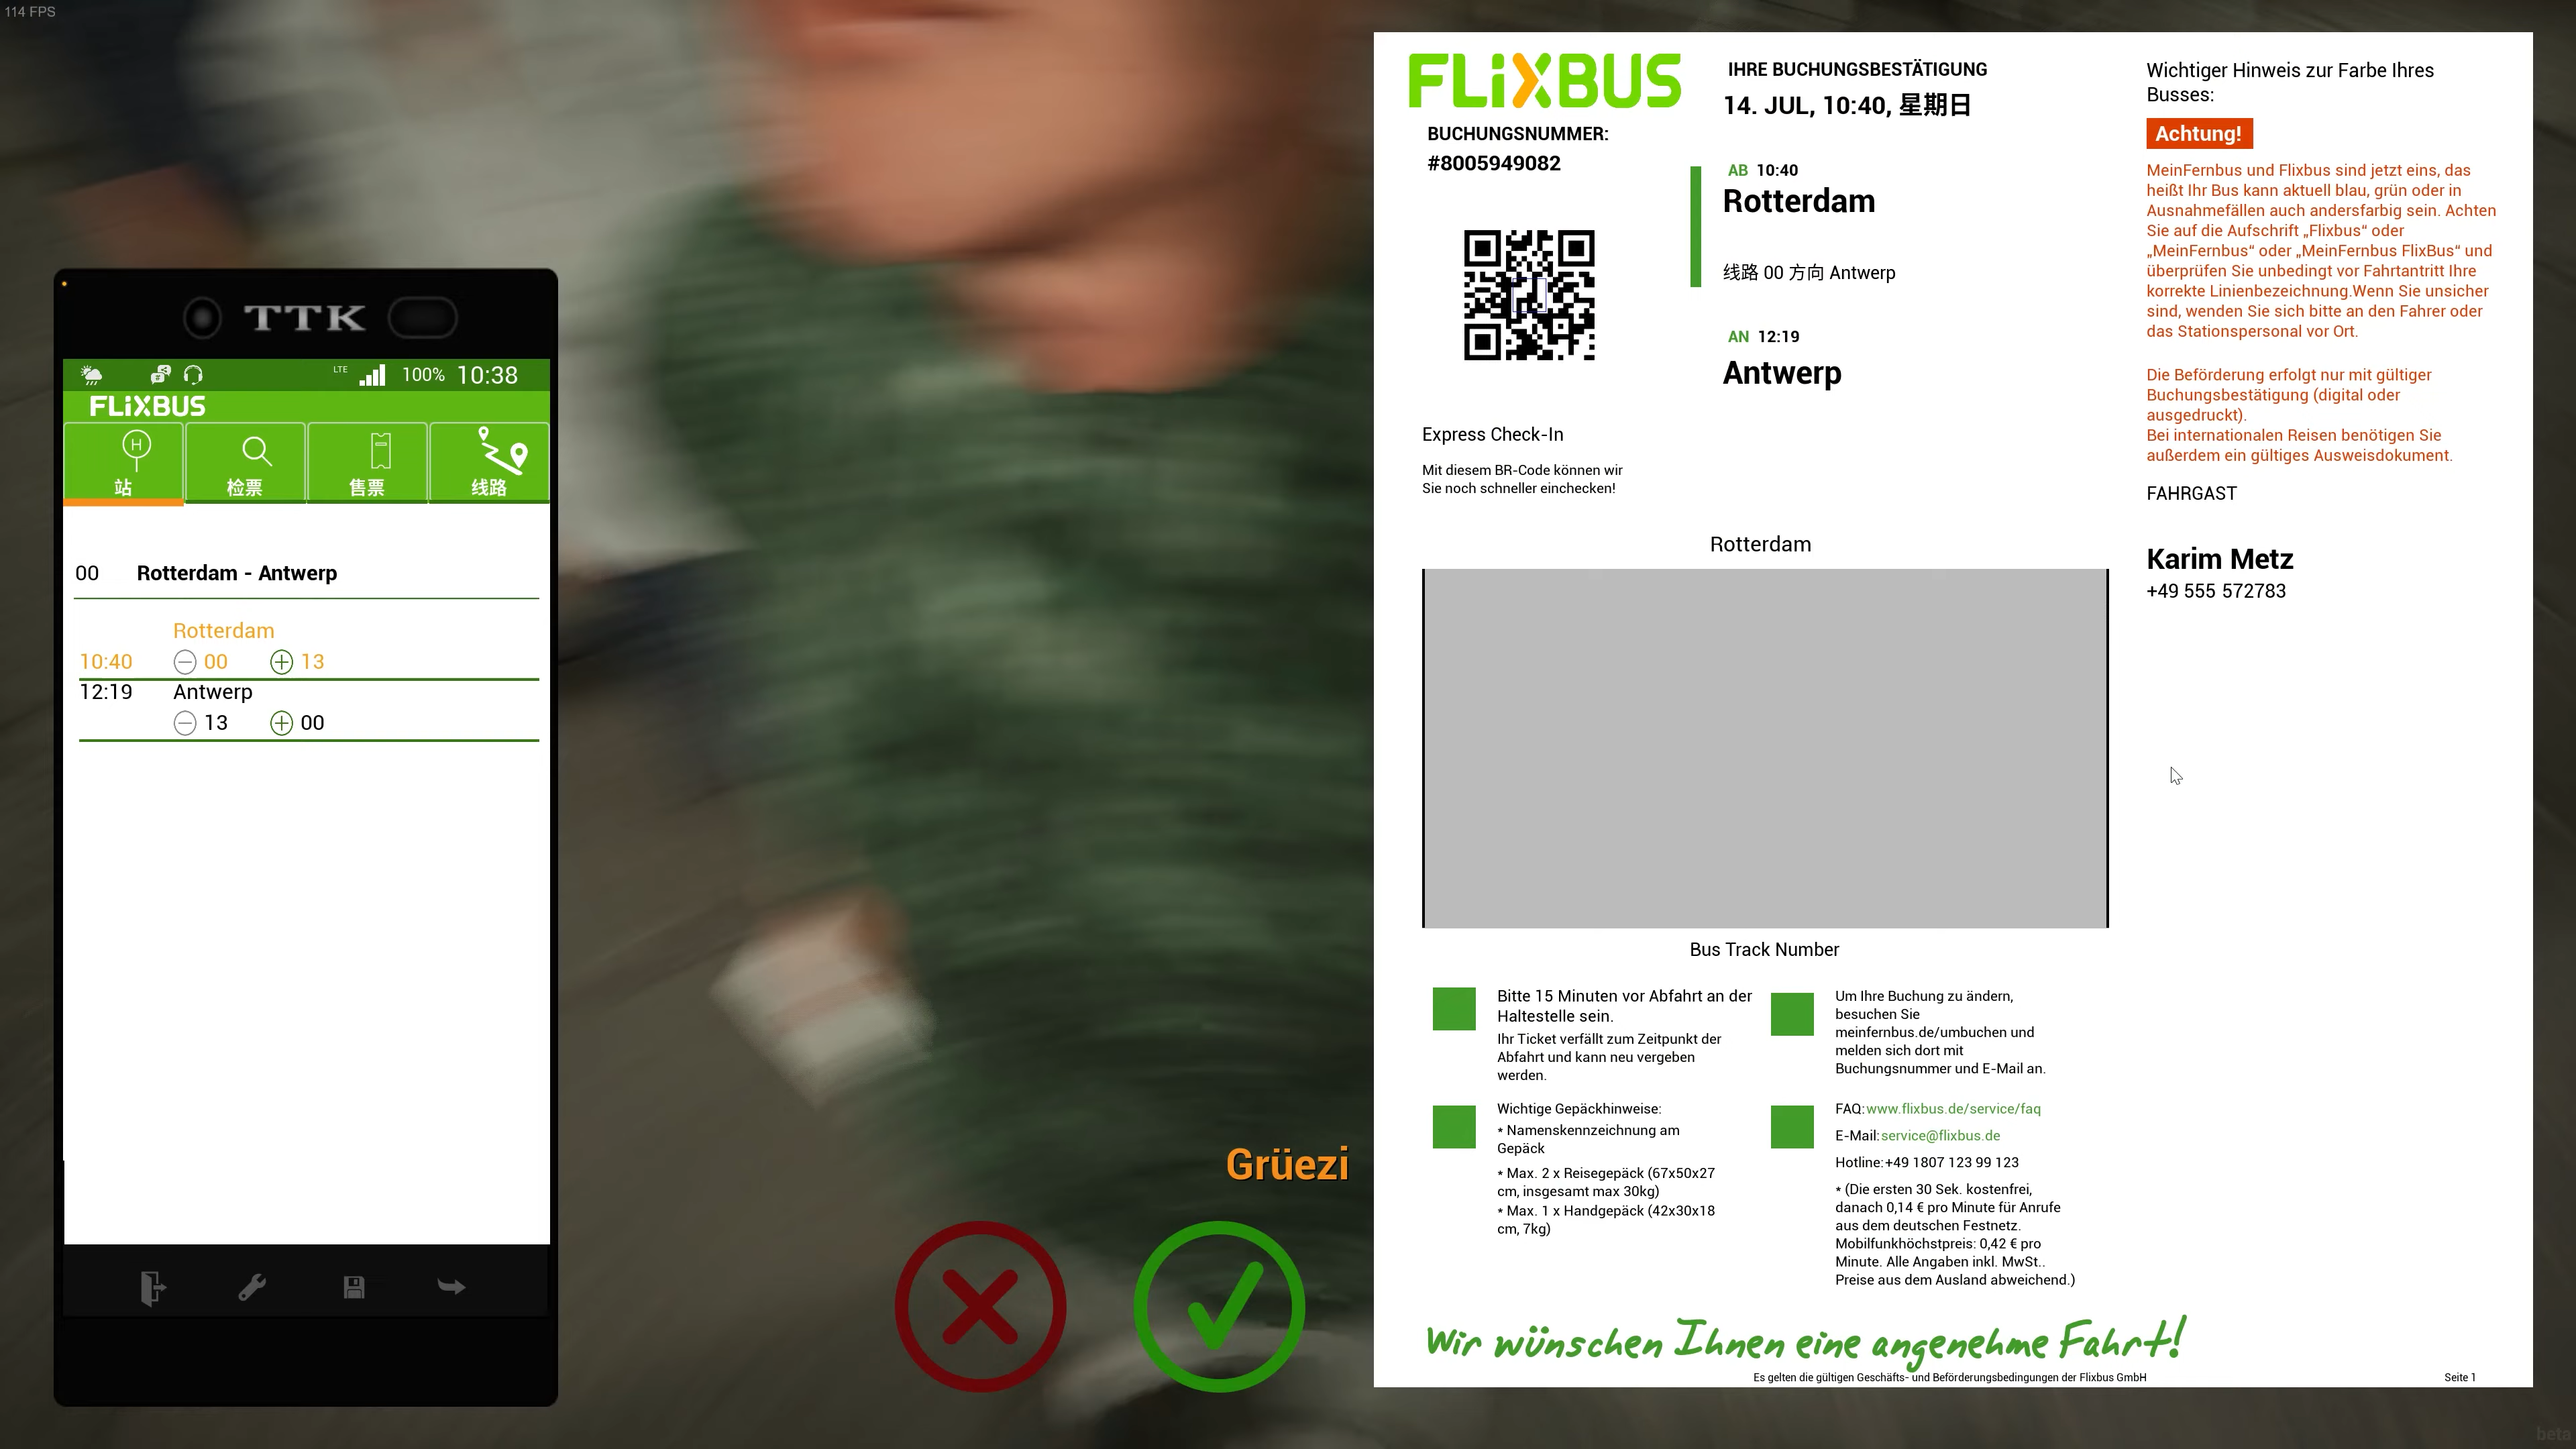 114 FPS
TTK
LTE 100% 10:38
FLiXBUS
站 检票 售票 线路
00 Rotterdam - Antwerp
Rotterdam
10:40 00 13
12:19 Antwerp
13 00
Grüezi
FLiXBUS
BUCHUNGSNUMMER:
#8005949082
IHRE BUCHUNGSBESTÄTIGUNG
14. JUL, 10:40, 星期日
AB 10:40
Rotterdam
线路 00 方向 Antwerp
AN 12:19
Antwerp
Express Check-In
Mit diesem BR-Code können wir
Sie noch schneller einchecken!
Rotterdam
Bus Track Number
Bitte 15 Minuten vor Abfahrt an der
Haltestelle sein.
Ihr Ticket verfällt zum Zeitpunkt der
Abfahrt und kann neu vergeben
werden.
Wichtige Gepäckhinweise:
* Namenskennzeichnung am
Gepäck
* Max. 2 x Reisegepäck (67x50x27
cm, insgesamt max 30kg)
* Max. 1 x Handgepäck (42x30x18
cm, 7kg)
Um Ihre Buchung zu ändern,
besuchen Sie
meinfernbus.de/umbuchen und
melden sich dort mit
Buchungsnummer und E-Mail an.
FAQ:www.flixbus.de/service/faq
E-Mail:service@flixbus.de
Hotline:+49 1807 123 99 123
* (Die ersten 30 Sek. kostenfrei,
danach 0,14 € pro Minute für Anrufe
aus dem deutschen Festnetz.
Mobilfunkhöchstpreis: 0,42 € pro
Minute. Alle Angaben inkl. MwSt..
Preise aus dem Ausland abweichend.)
Wichtiger Hinweis zur Farbe Ihres
Busses:
Achtung!
MeinFernbus und Flixbus sind jetzt eins, das
heißt Ihr Bus kann aktuell blau, grün oder in
Ausnahmefällen auch andersfarbig sein. Achten
Sie auf die Aufschrift „Flixbus“ oder
„MeinFernbus“ oder „MeinFernbus FlixBus“ und
überprüfen Sie unbedingt vor Fahrtantritt Ihre
korrekte Linienbezeichnung.Wenn Sie unsicher
sind, wenden Sie sich bitte an den Fahrer oder
das Stationspersonal vor Ort.
Die Beförderung erfolgt nur mit gültiger
Buchungsbestätigung (digital oder
ausgedruckt).
Bei internationalen Reisen benötigen Sie
außerdem ein gültiges Ausweisdokument.
FAHRGAST
Karim Metz
+49 555 572783
Wir wünschen Ihnen eine angenehme Fahrt!
Es gelten die gültigen Geschäfts- und Beförderungsbedingungen der Flixbus GmbH
Seite 1
beta